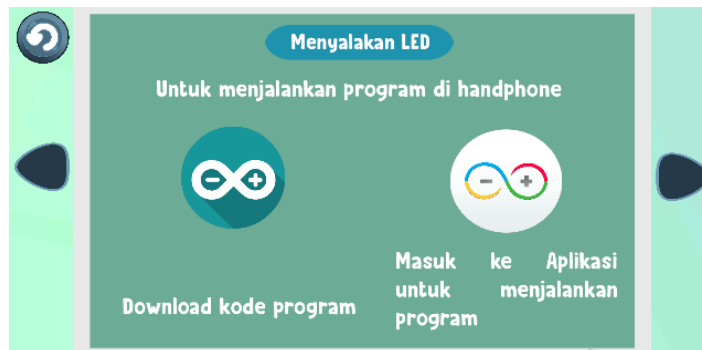 Menyalakan LED
Untuk menjalankan program di handphone
Download kode program
Masuk ke Aplikasi
untuk menjalankan
program